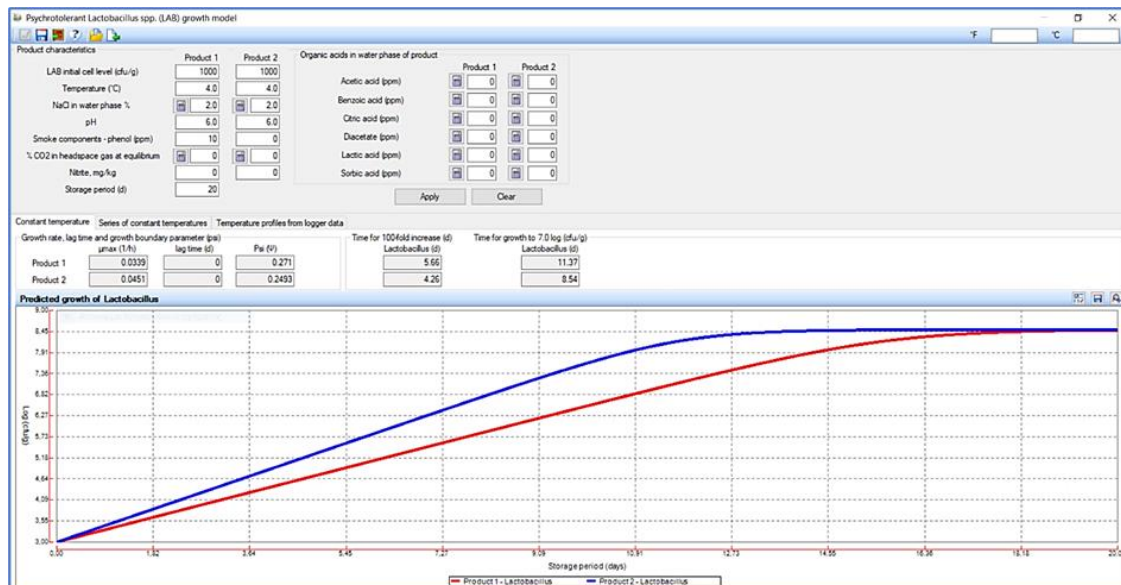 Psychrotolerant Lactobacillus spp. (LAB) growth model
°F °C
Product characteristics
Product 1 Product 2
LAB initial cell level (cfu/g) 1000 1000
Temperature (°C) 4.0 4.0
NaCl in water phase % 2.0 2.0
pH 6.0 6.0
Smoke components - phenol (ppm) 10 0
% CO2 in headspace gas at equilibrium 0 0
Nitrite, mg/kg 0 0
Storage period (d) 20
Organic acids in water phase of product
Product 1 Product 2
Acetic acid (ppm) 0 0
Benzoic acid (ppm) 0 0
Citric acid (ppm) 0 0
Diacetate (ppm) 0 0
Lactic acid (ppm) 0 0
Sorbic acid (ppm) 0 0
Apply Clear
Constant temperature Series of constant temperatures Temperature profiles from logger data
Growth rate, lag time and growth boundary parameter (psi)
µmax (1/h) lag time (d) Psi (Ψ)
Product 1 0.0339 0 0.271
Product 2 0.0451 0 0.2493
Time for 100-fold increase (d) Time for growth to 7.0 log (cfu/g)
Lactobacillus (d) Lactobacillus (d)
5.66 11.37
4.26 8.54
Predicted growth of Lactobacillus
9.00
8.45
7.91
7.36
6.82
6.27
5.73
5.18
4.64
4.09
3.55
3.00
Log (cfu/g)
0.00 1.82 3.64 5.45 7.27 9.09 10.91 12.73 14.55 16.36 18.18 20.0
Storage period (days)
Product 1 - Lactobacillus Product 2 - Lactobacillus